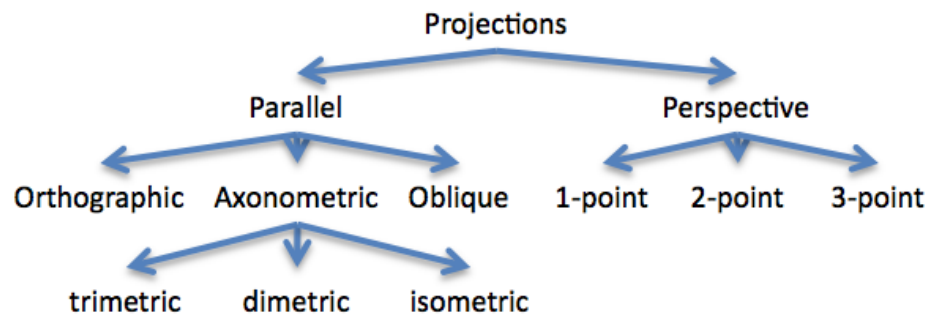 Projections
Parallel Perspective
Orthographic Axonometric Oblique 1-point 2-point 3-point
trimetric dimetric isometric